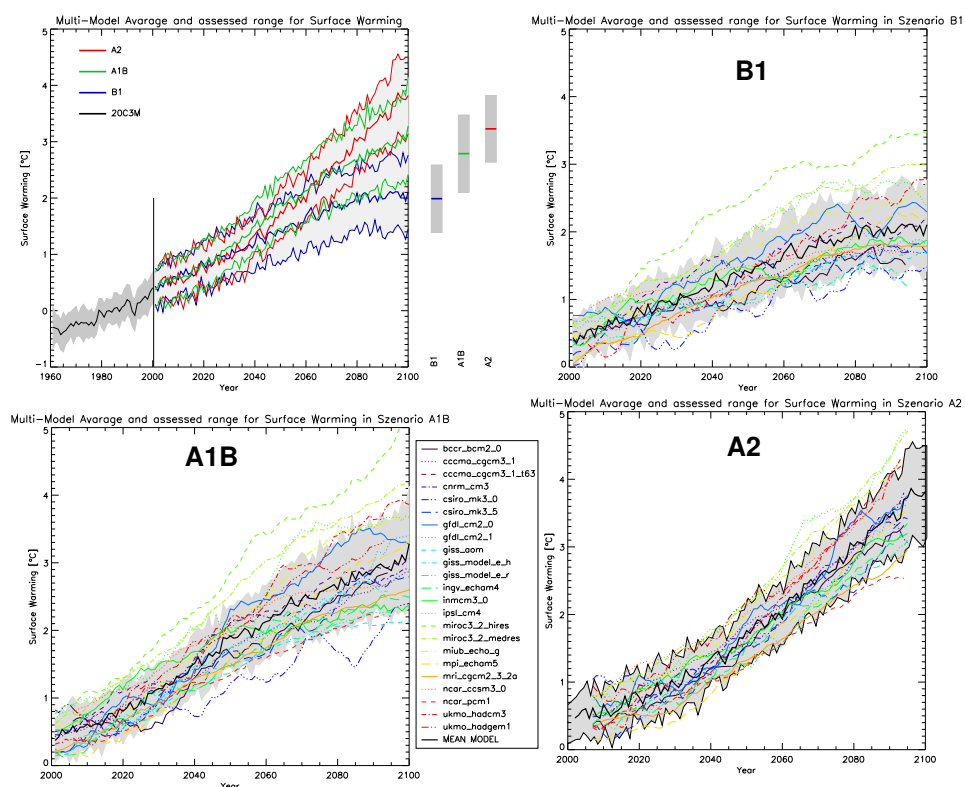 Multi-Model Avarage and assessed range for Surface Warming
5
4
3
2
1
0
−1
Surface Warming [°C]
A2
A1B
B1
20C3M
1960 1980 2000 2020 2040 2060 2080 2100
Year
B1
A1B
A2
Multi-Model Avarage and assessed range for Surface Warming in Szenario B1
B1
5
4
3
2
1
0
Surface Warming [°C]
2000 2020 2040 2060 2080 2100
Year
Multi-Model Avarage and assessed range for Surface Warming in Szenario A1B
A1B
5
4
3
2
1
0
Surface Warming [°C]
2000 2020 2040 2060 2080 2100
Year
bccr_bcm2_0
cccma_cgcm3_1
cccma_cgcm3_1_t63
cnrm_cm3
csiro_mk3_0
csiro_mk3_5
gfdl_cm2_0
gfdl_cm2_1
giss_aom
giss_model_e_h
giss_model_e_r
ingv_echam4
inmcm3_0
ipsl_cm4
miroc3_2_hires
miroc3_2_medres
miub_echo_g
mpi_echam5
mri_cgcm2_3_2a
ncar_ccsm3_0
ncar_pcm1
ukmo_hadcm3
ukmo_hadgem1
MEAN MODEL
Multi-Model Avarage and assessed range for Surface Warming in Szenario A2
A2
5
4
3
2
1
0
Surface Warming [°C]
2000 2020 2040 2060 2080 2100
Year